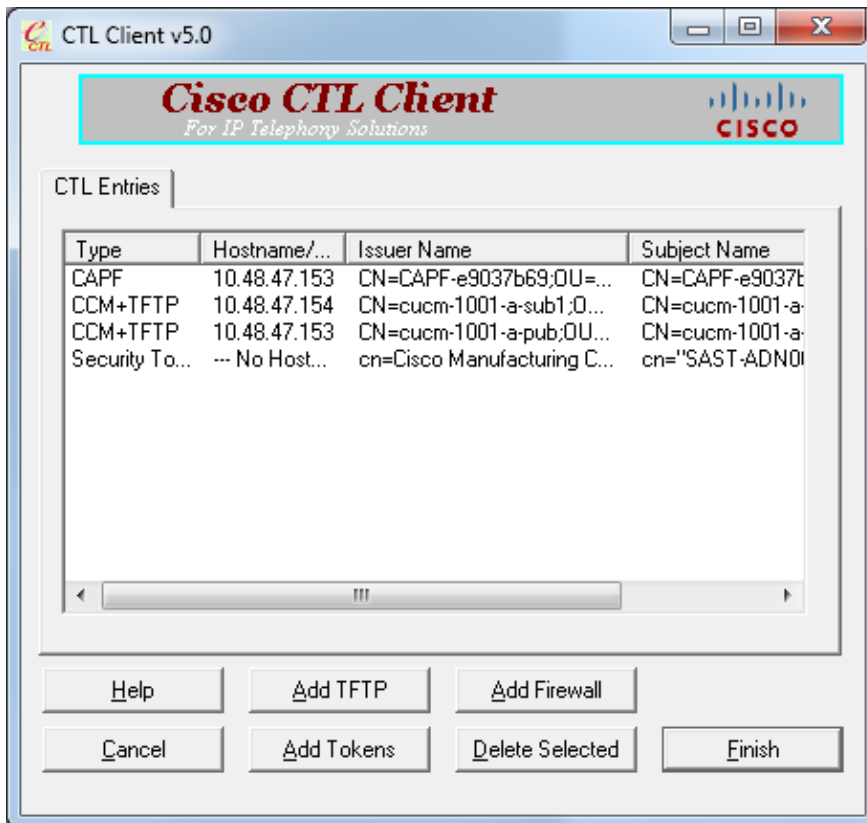 CTL Client v5.0
Cisco CTL Client
For IP Telephony Solutions
CISCO
CTL Entries
Type Hostname/... Issuer Name Subject Name
CAPF 10.48.47.153 CN=CAPF-e9037b69;OU=... CN=CAPF-e9037b
CCM+TFTP 10.48.47.154 CN=cucm-1001-a-sub1;O... CN=cucm-1001-a-
CCM+TFTP 10.48.47.153 CN=cucm-1001-a-pub;OU... CN=cucm-1001-a-
Security To... --- No Host... cn=Cisco Manufacturing C... cn="SAST-ADN00
Help Add TFTP Add Firewall
Cancel Add Tokens Delete Selected Finish